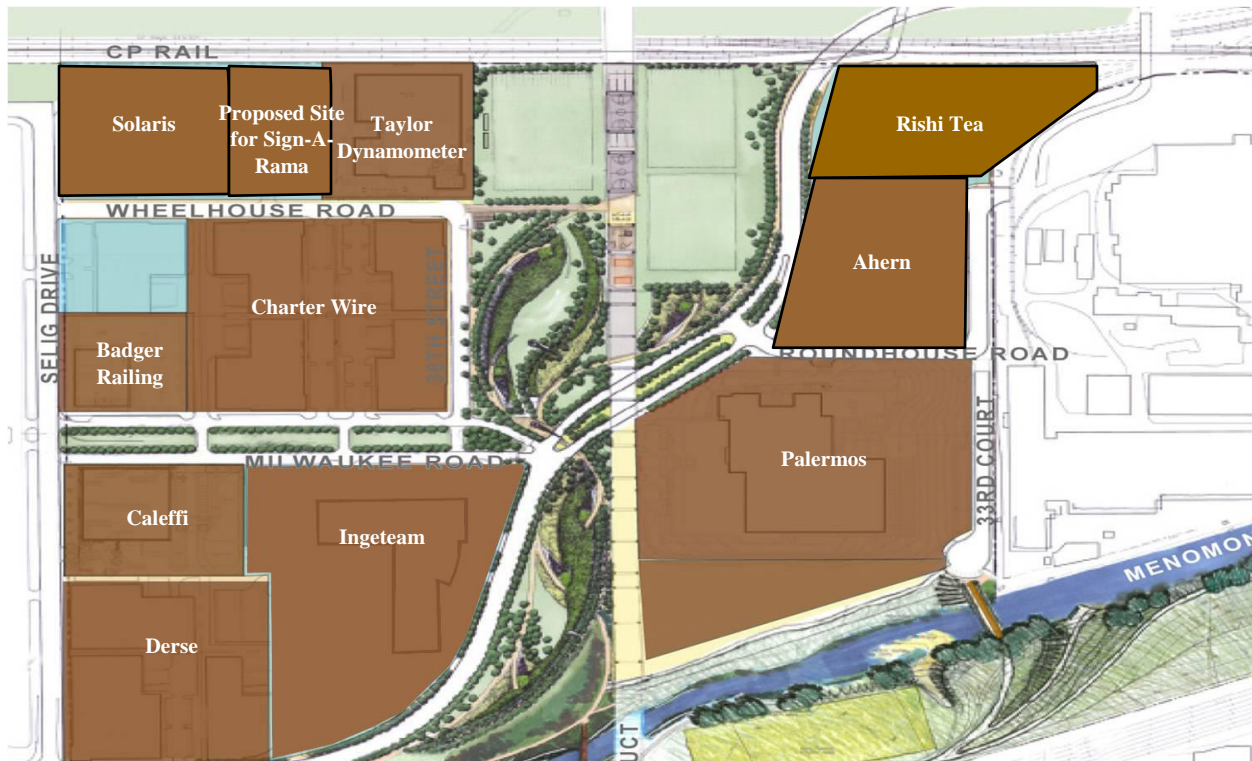 CP RAIL
Solaris
Proposed Site
for Sign-A-
Rama
Taylor
Dynamometer
Rishi Tea
WHEELHOUSE ROAD
SELIG DRIVE
Charter Wire
Badger
Railing
Ahern
ROUNDHOUSE ROAD
MILWAUKEE ROAD
Palermos
33RD COURT
Caleffi
Ingeteam
Derse
MENOMON
UCT